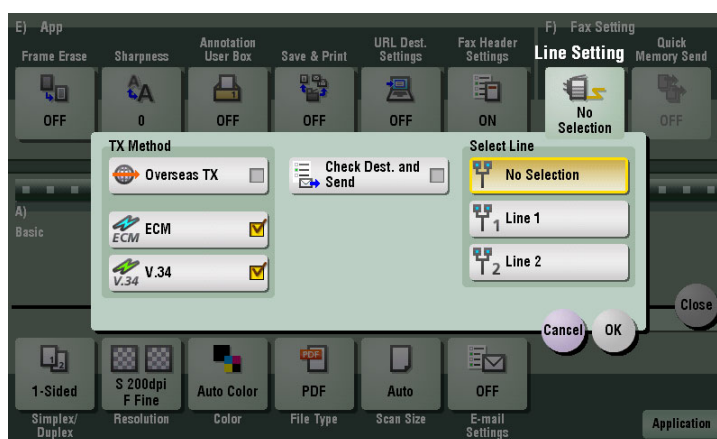 E) App
F) Fax Setting
Frame Erase
Sharpness
Annotation
User Box
Save & Print
URL Dest.
Settings
Fax Header
Settings
Line Setting
Quick
Memory Send
OFF
0
OFF
OFF
OFF
ON
No
Selection
OFF
TX Method
Select Line
Overseas TX
Check Dest. and
Send
No Selection
A)
Basic
ECM
ECM
1
Line 1
V.34
V.34
2
Line 2
Close
Cancel
OK
1-Sided
S 200dpi
F Fine
Auto Color
PDF
PDF
Auto
OFF
Simplex/
Duplex
Resolution
Color
File Type
Scan Size
E-mail
Settings
Application